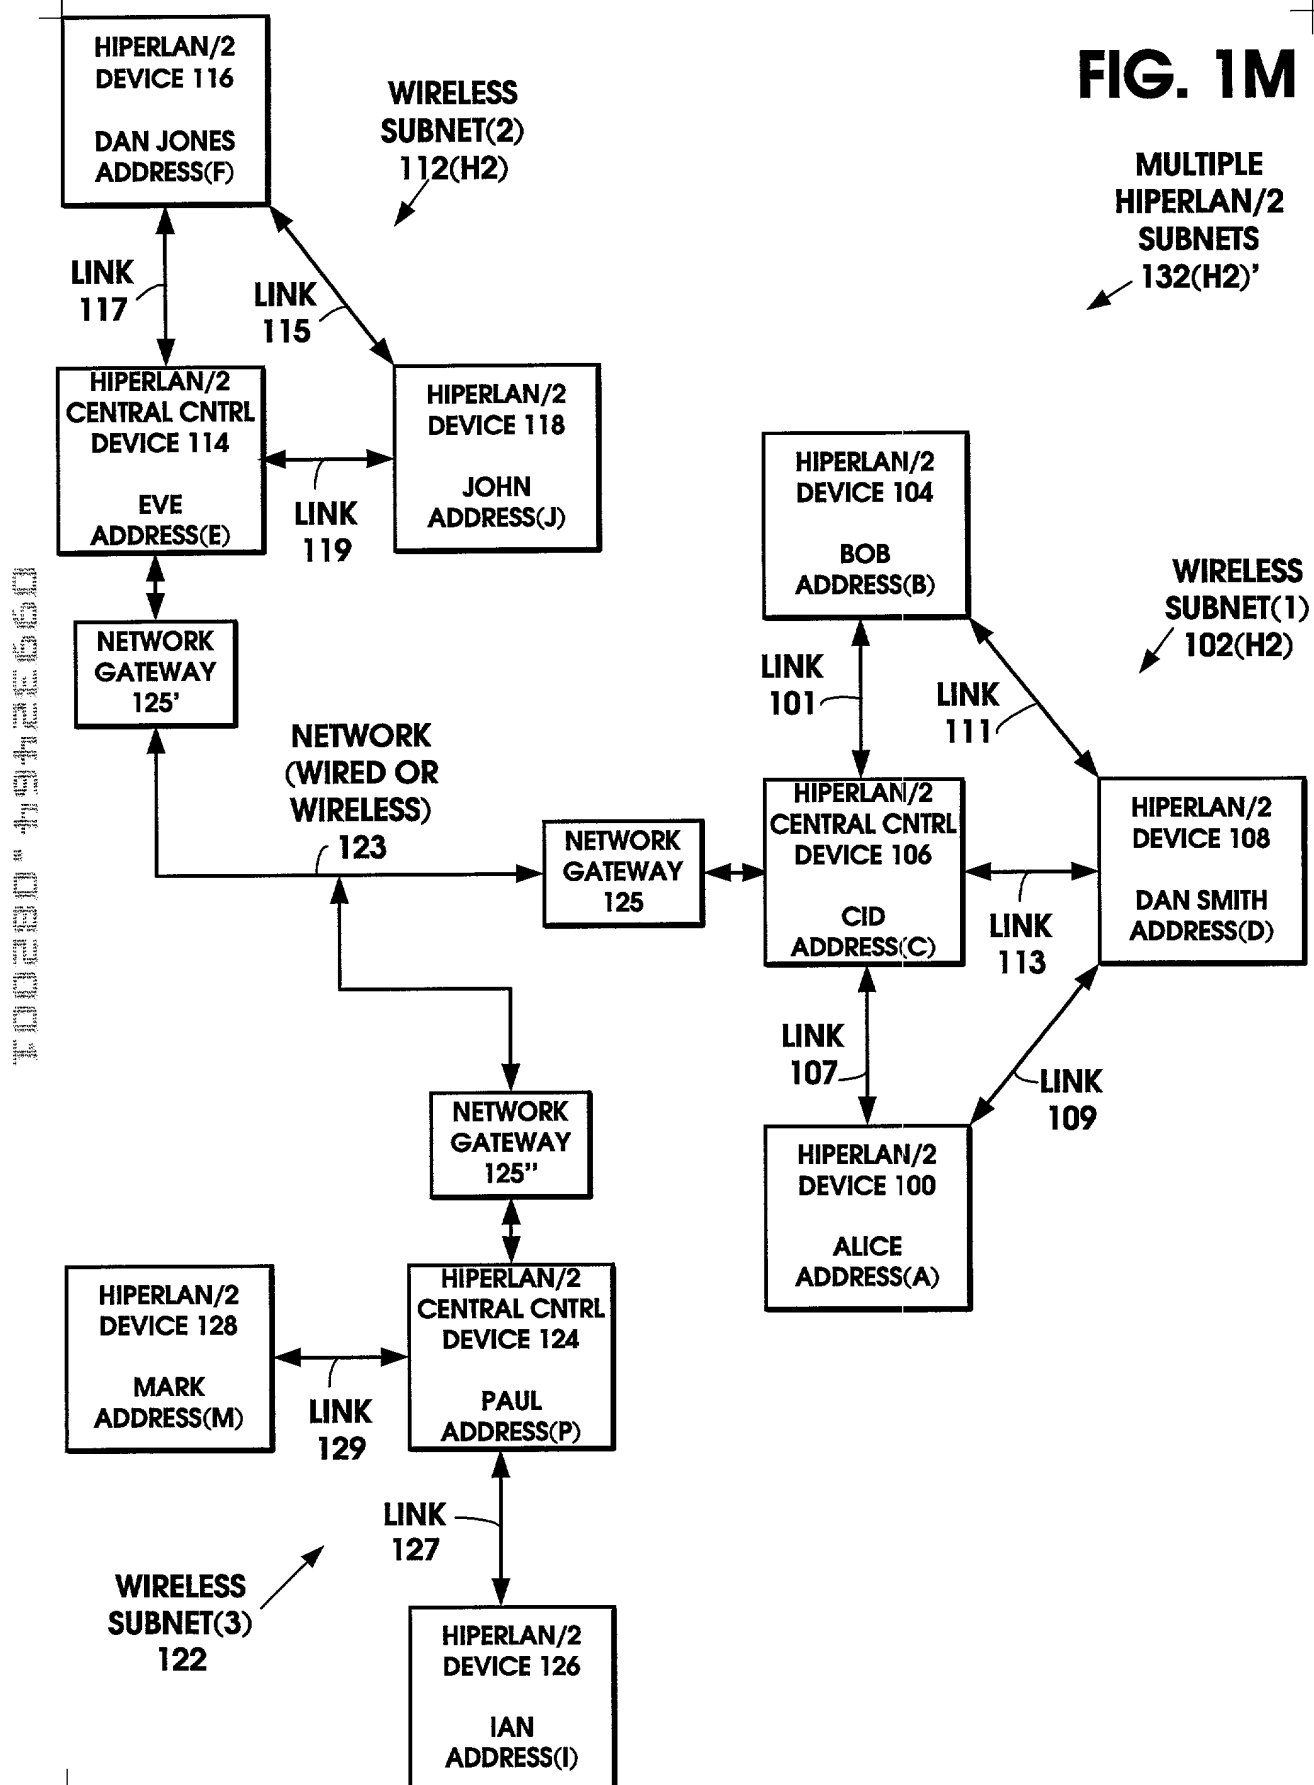 FIG. 1M
MULTIPLE
HIPERLAN/2
SUBNETS
132(H2)'
HIPERLAN/2
DEVICE 116
DAN JONES
ADDRESS(F)
WIRELESS
SUBNET(2)
112(H2)
LINK
117
LINK
115
HIPERLAN/2
CENTRAL CNTRL
DEVICE 114
EVE
ADDRESS(E)
LINK
119
HIPERLAN/2
DEVICE 118
JOHN
ADDRESS(J)
NETWORK
GATEWAY
125'
NETWORK
(WIRED OR
WIRELESS)
123
NETWORK
GATEWAY
125
HIPERLAN/2
DEVICE 104
BOB
ADDRESS(B)
WIRELESS
SUBNET(1)
102(H2)
LINK
101
LINK
111
HIPERLAN/2
CENTRAL CNTRL
DEVICE 106
CID
ADDRESS(C)
LINK
113
HIPERLAN/2
DEVICE 108
DAN SMITH
ADDRESS(D)
LINK
107
LINK
109
HIPERLAN/2
DEVICE 100
ALICE
ADDRESS(A)
NETWORK
GATEWAY
125''
HIPERLAN/2
DEVICE 128
MARK
ADDRESS(M)
LINK
129
HIPERLAN/2
CENTRAL CNTRL
DEVICE 124
PAUL
ADDRESS(P)
LINK
127
WIRELESS
SUBNET(3)
122
HIPERLAN/2
DEVICE 126
IAN
ADDRESS(I)